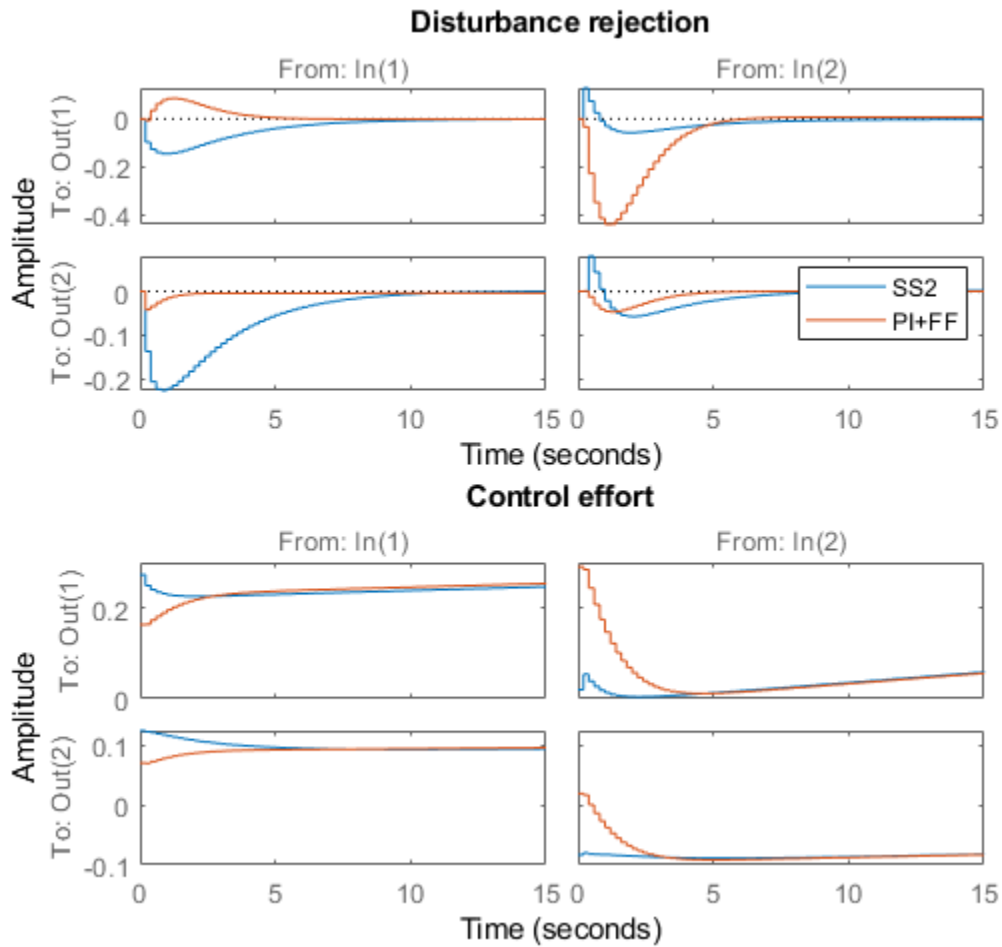 Disturbance rejection
From: In(1) From: In(2)
Amplitude
To: Out(1)
0
-0.2
-0.4
To: Out(2)
0
-0.1
-0.2
SS2
PI+FF
0 5 10 15 0 5 10 15
Time (seconds)
Control effort
From: In(1) From: In(2)
Amplitude
To: Out(1)
0.2
0
To: Out(2)
0.1
0
-0.1
0 5 10 15 0 5 10 15
Time (seconds)